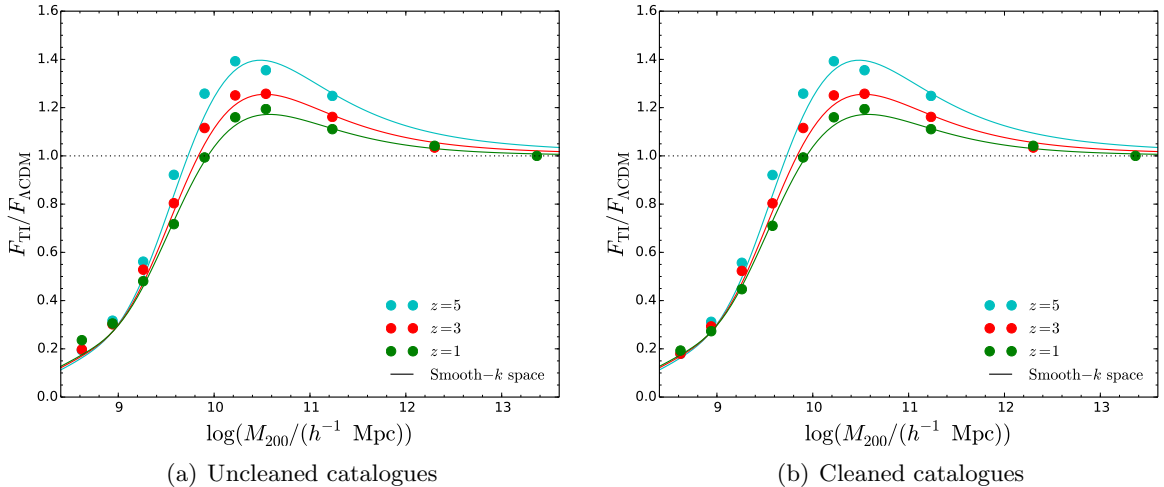 1.6
1.4
1.2
1.0
0.8
0.6
0.4
0.2
0.0
F_TI/F_ΛCDM
9 10 11 12 13
log(M_200/(h^−1 Mpc))
z=5
z=3
z=1
Smooth−k space
(a) Uncleaned catalogues
1.6
1.4
1.2
1.0
0.8
0.6
0.4
0.2
0.0
F_TI/F_ΛCDM
9 10 11 12 13
log(M_200/(h^−1 Mpc))
z=5
z=3
z=1
Smooth−k space
(b) Cleaned catalogues